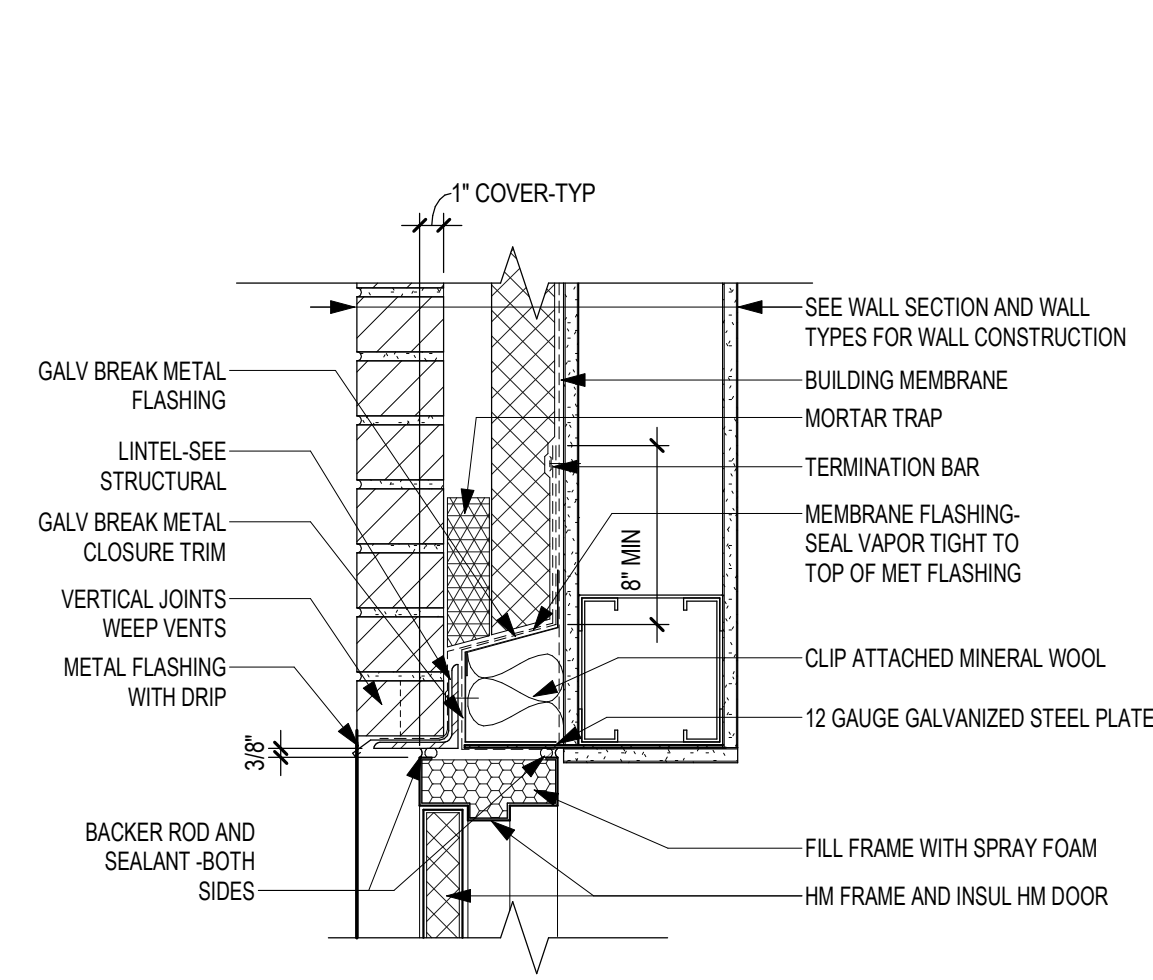 1" COVER-TYP
GALV BREAK METAL
FLASHING
LINTEL-SEE
STRUCTURAL
GALV BREAK METAL
CLOSURE TRIM
VERTICAL JOINTS
WEEP VENTS
METAL FLASHING
WITH DRIP
3/8"
BACKER ROD AND
SEALANT -BOTH
SIDES
SEE WALL SECTION AND WALL
TYPES FOR WALL CONSTRUCTION
BUILDING MEMBRANE
MORTAR TRAP
TERMINATION BAR
8" MIN
MEMBRANE FLASHING-
SEAL VAPOR TIGHT TO
TOP OF MET FLASHING
CLIP ATTACHED MINERAL WOOL
12 GAUGE GALVANIZED STEEL PLATE
FILL FRAME WITH SPRAY FOAM
HM FRAME AND INSUL HM DOOR